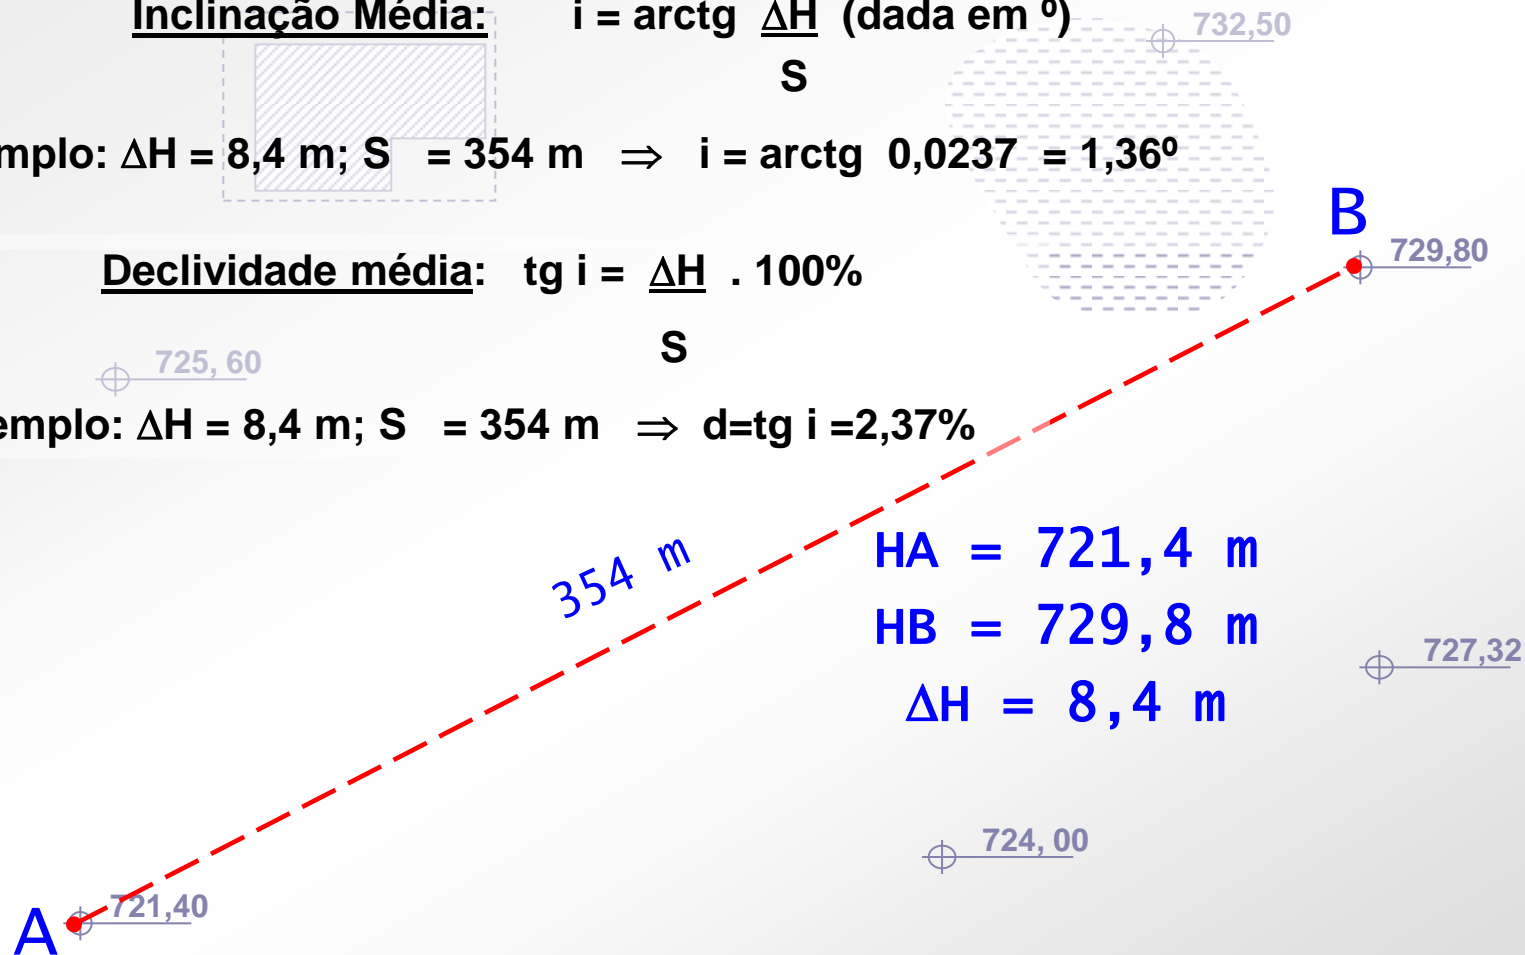 Inclinação Média: i = arctg ΔH (dada em º)
S
732,50
mplo: ΔH = 8,4 m; S = 354 m ⇒ i = arctg 0,0237 = 1,36º
B
729,80
Declividade média: tg i = ΔH . 100%
S
725, 60
emplo: ΔH = 8,4 m; S = 354 m ⇒ d=tg i =2,37%
354 m
HA = 721,4 m
HB = 729,8 m
ΔH = 8,4 m
727,32
724, 00
A
721,40